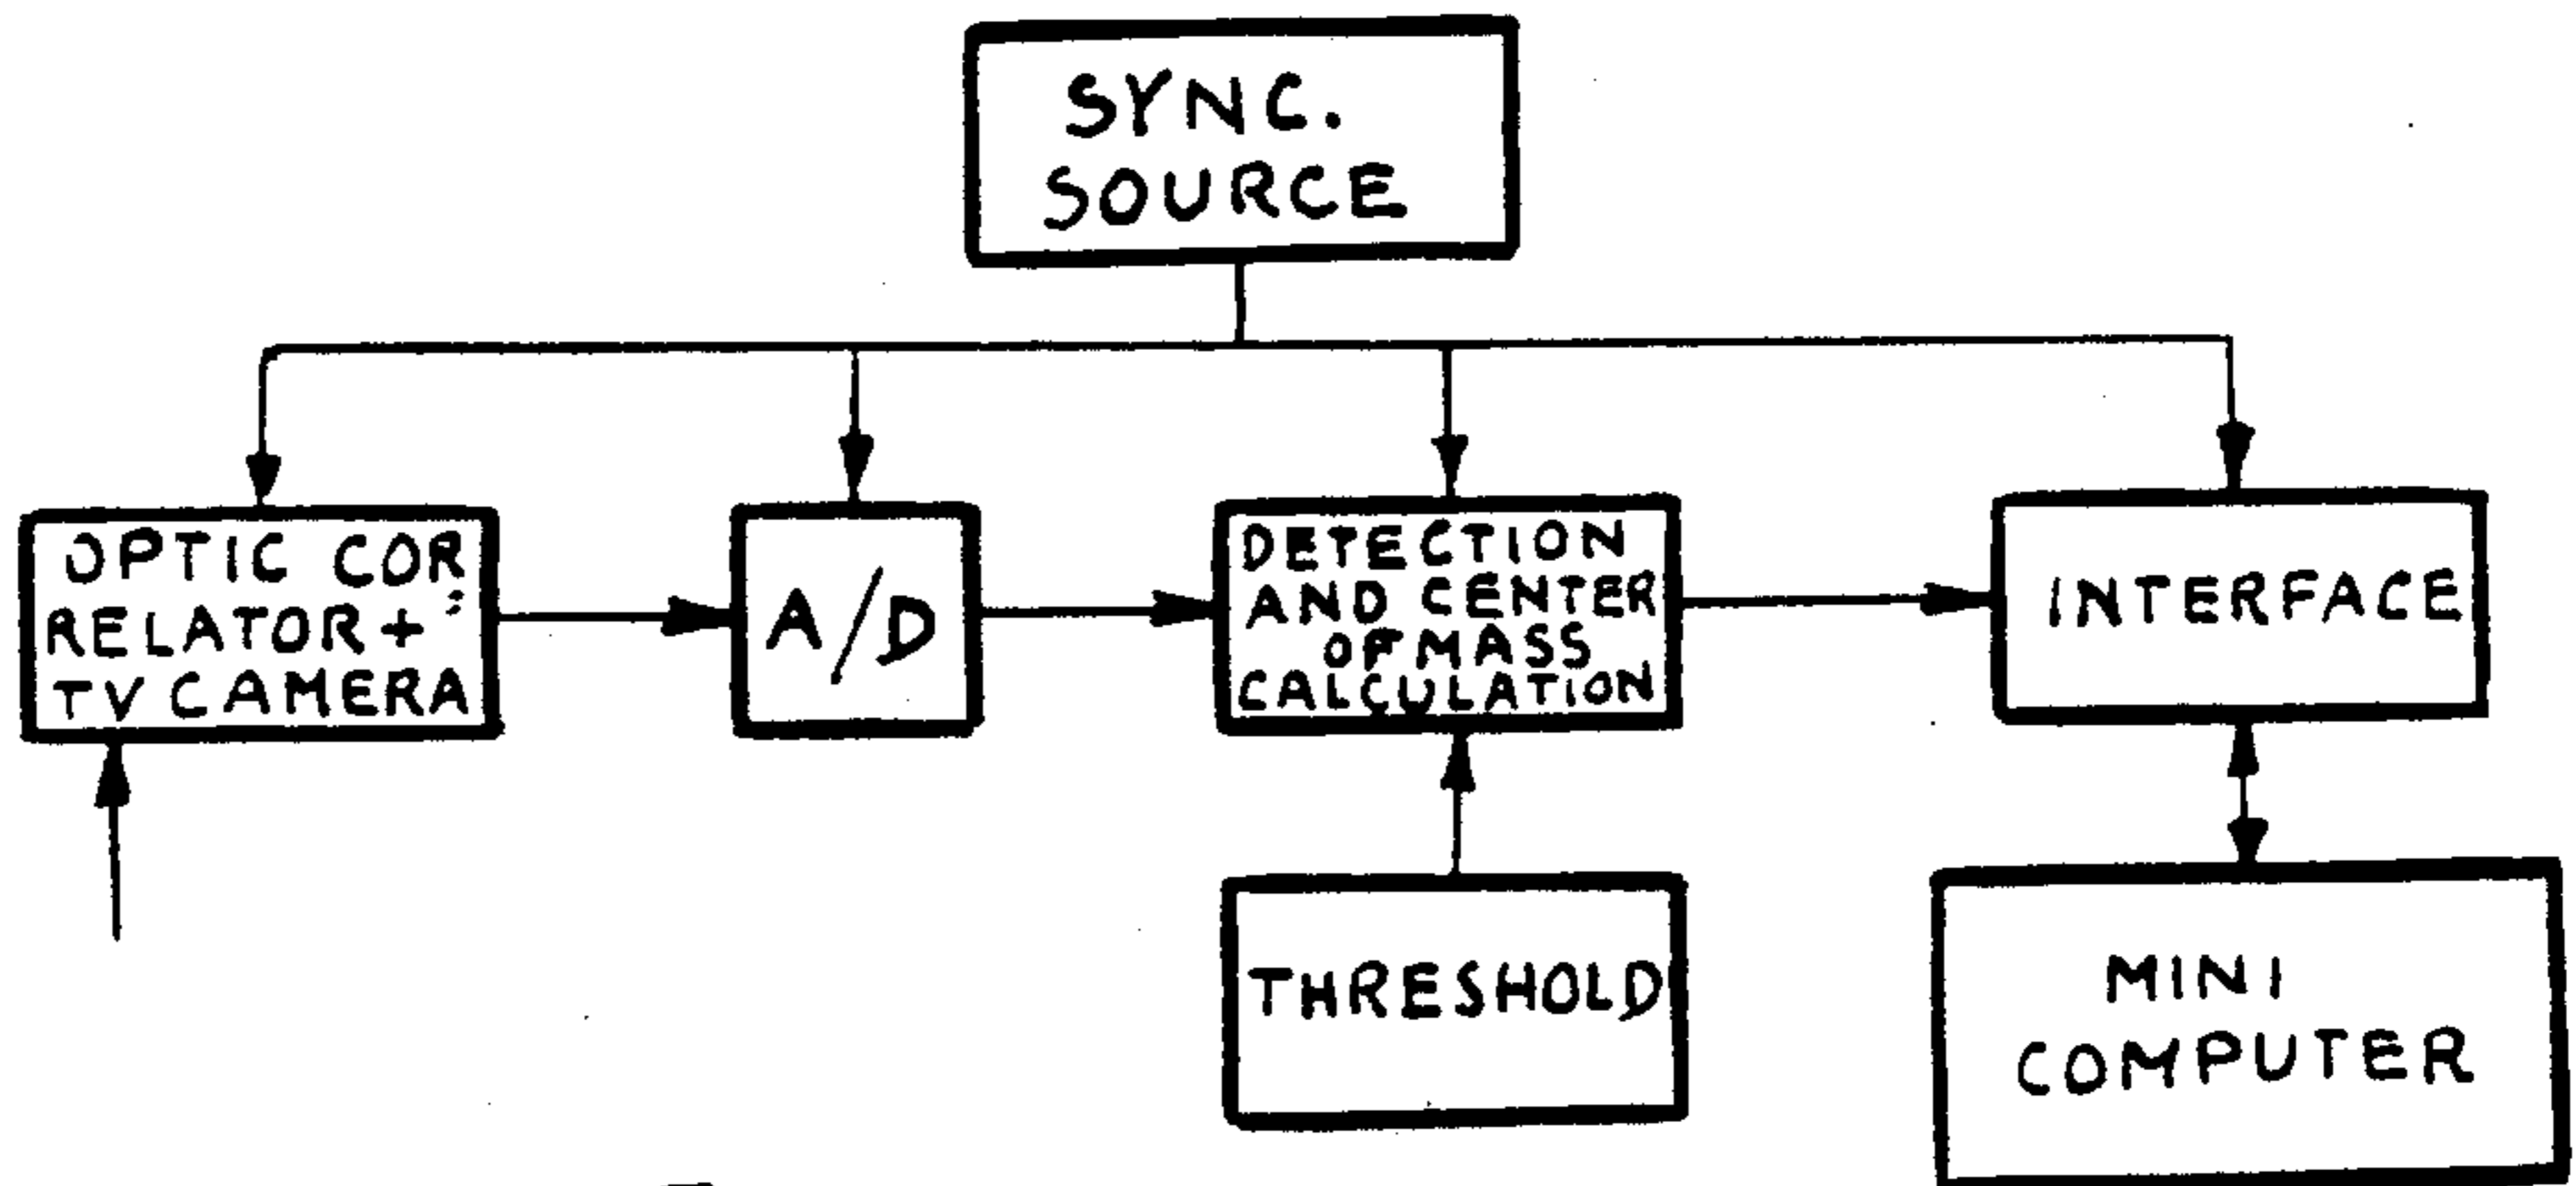 SYNC.
SOURCE
OPTIC COR
RELATOR +
TV CAMERA
A/D
DETECTION
AND CENTER
OF MASS
CALCULATION
INTERFACE
THRESHOLD
MINI
COMPUTER